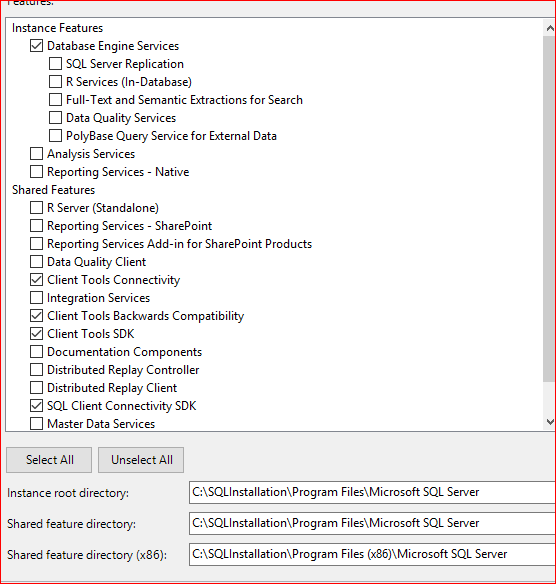 Features:
Instance Features
Database Engine Services
SQL Server Replication
R Services (In-Database)
Full-Text and Semantic Extractions for Search
Data Quality Services
PolyBase Query Service for External Data
Analysis Services
Reporting Services - Native
Shared Features
R Server (Standalone)
Reporting Services - SharePoint
Reporting Services Add-in for SharePoint Products
Data Quality Client
Client Tools Connectivity
Integration Services
Client Tools Backwards Compatibility
Client Tools SDK
Documentation Components
Distributed Replay Controller
Distributed Replay Client
SQL Client Connectivity SDK
Master Data Services
Select All Unselect All
Instance root directory: C:\SQLInstallation\Program Files\Microsoft SQL Server
Shared feature directory: C:\SQLInstallation\Program Files\Microsoft SQL Server
Shared feature directory (x86): C:\SQLInstallation\Program Files (x86)\Microsoft SQL Server